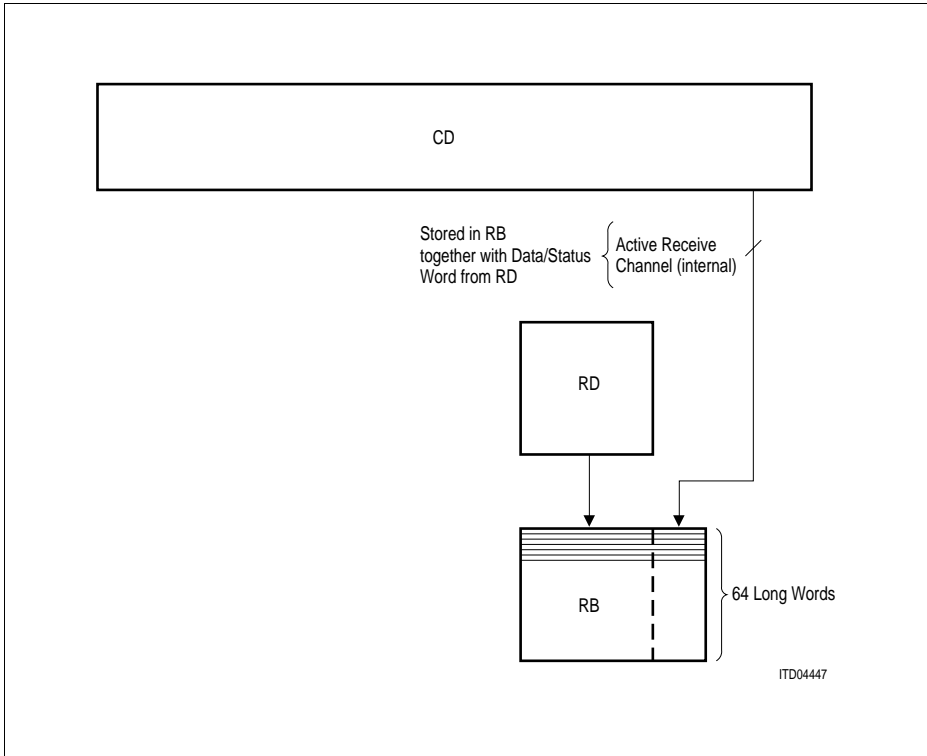 CD
Stored in RB
together with Data/Status
Word from RD
Active Receive
Channel (internal)
RD
RB
64 Long Words
ITD04447